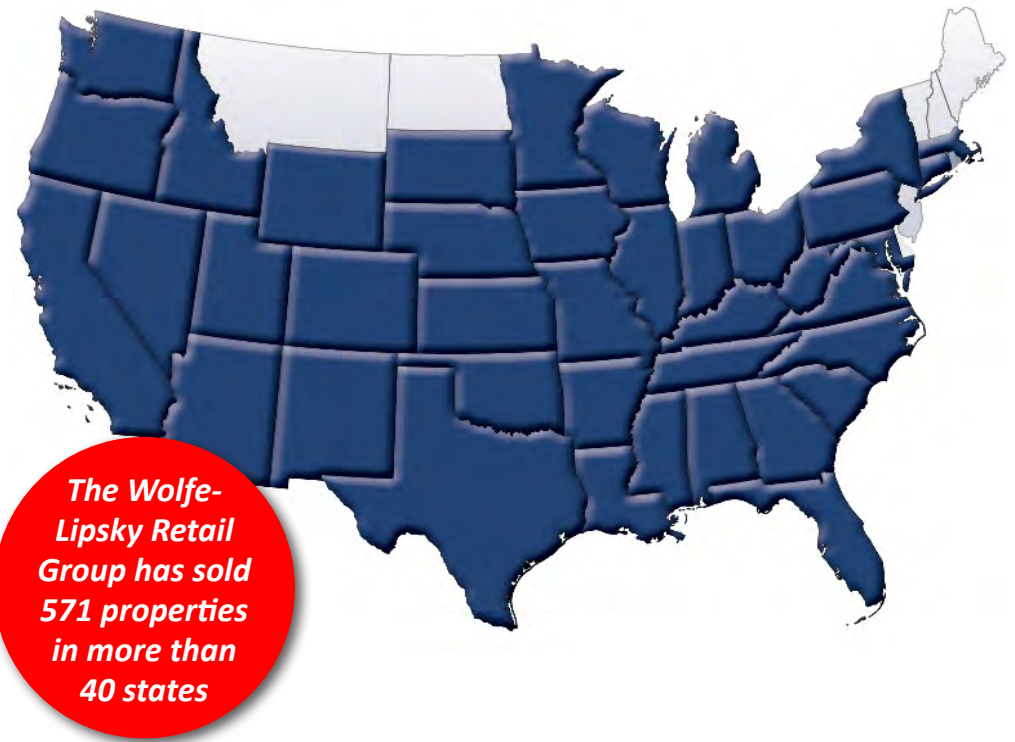 The Wolfe-
Lipsky Retail
Group has sold
571 properties
in more than
40 states